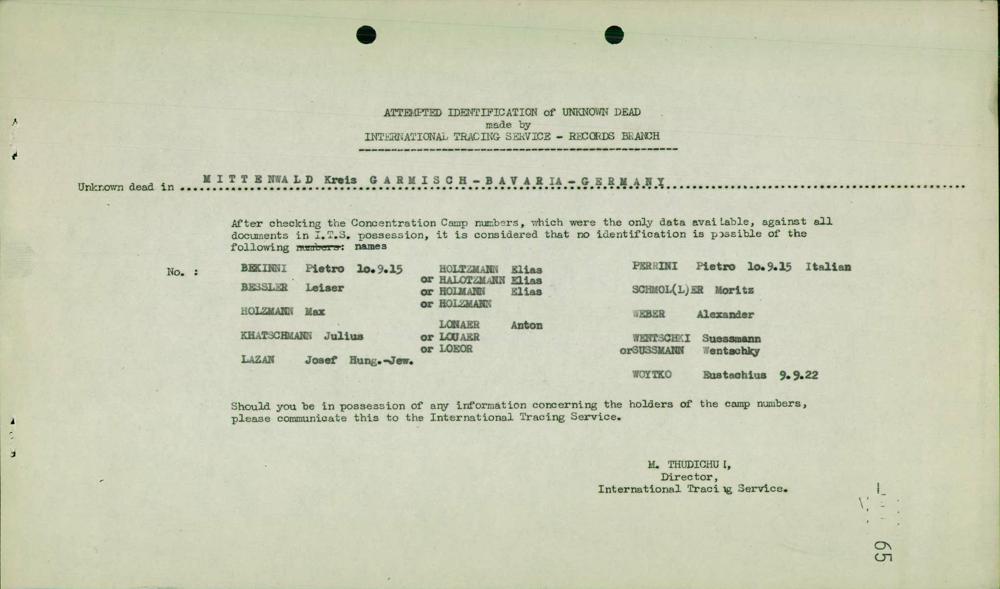 ATTEMPTED IDENTIFICATION of UNKNOWN DEAD
made by
INTERNATIONAL TRACING SERVICE - RECORDS BRANCH
Unknown dead in ... MITTENWALD Kreis GARMISCH - BAVARIA - GERMANY
After checking the Concentration Camp numbers, which were the only data available, against all
documents in I.T.S. possession, it is considered that no identification is possible of the
following numbers: names
No. :
BEKINNI Pietro 10.9.15
BESSLER Leiser
HOLZMANN Max
KHATSCHMANN Julius
LAZAN Josef Hung.-Jew.
HOLTZMANN Elias
or HALOTZMANN Elias
or HOLMANN Elias
or HOLZMANN
LONAER Anton
or LOUAER
or LOEOR
PERRINI Pietro 10.9.15 Italian
SCHMOL(L)ER Moritz
WEBER Alexander
WENTSCHKI Suessmann
or SUSSMANN Wentschky
WOYTKO Eustachius 9.9.22
Should you be in possession of any information concerning the holders of the camp numbers,
please communicate this to the International Tracing Service.
M. THUDICHUM,
Director,
International Tracing Service.
65